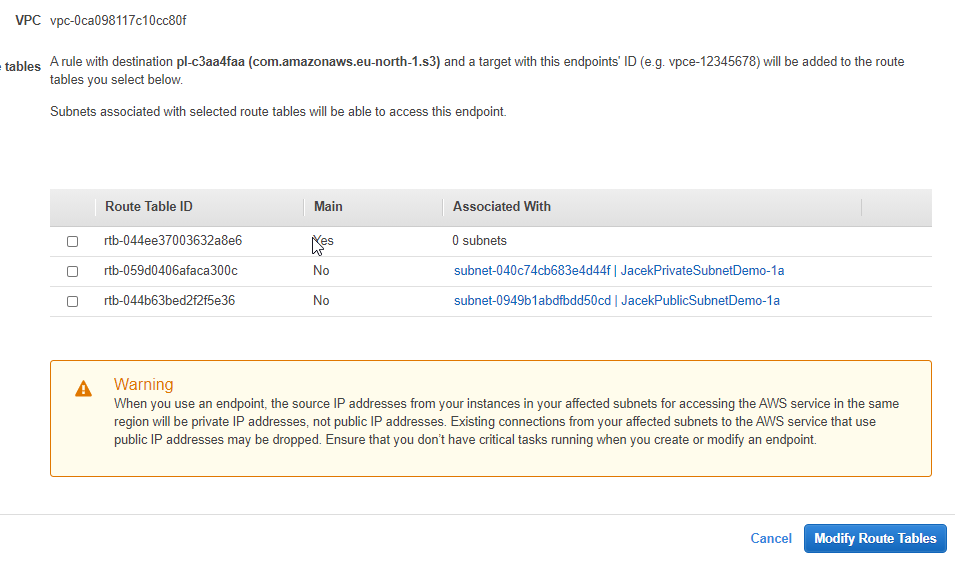 VPC vpc-0ca098117c10cc80f
tables A rule with destination pl-c3aa4faa (com.amazonaws.eu-north-1.s3) and a target with this endpoints' ID (e.g. vpce-12345678) will be added to the route
tables you select below.
Subnets associated with selected route tables will be able to access this endpoint.
Route Table ID Main Associated With
rtb-044ee37003632a8e6 Yes 0 subnets
rtb-059d0406afaca300c No subnet-040c74cb683e4d44f | JacekPrivateSubnetDemo-1a
rtb-044b63bed2f2f5e36 No subnet-0949b1abdfbdd50cd | JacekPublicSubnetDemo-1a
Warning
When you use an endpoint, the source IP addresses from your instances in your affected subnets for accessing the AWS service in the same
region will be private IP addresses, not public IP addresses. Existing connections from your affected subnets to the AWS service that use
public IP addresses may be dropped. Ensure that you don't have critical tasks running when you create or modify an endpoint.
Cancel Modify Route Tables